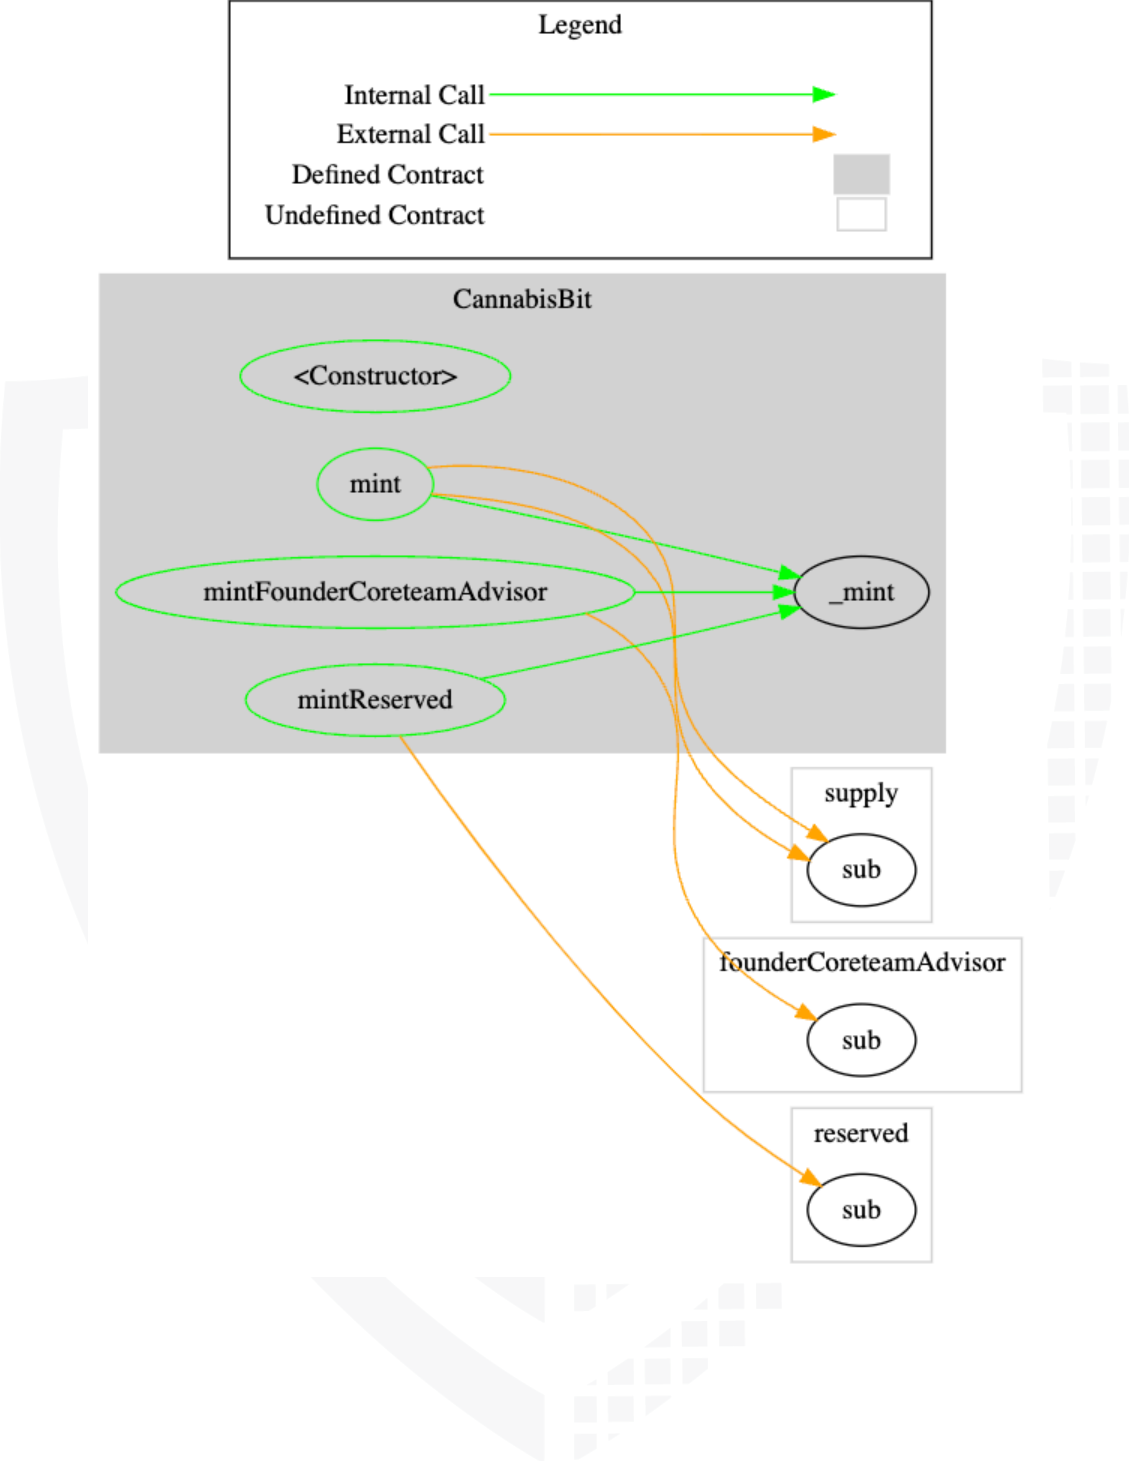 Legend
Internal Call
External Call
Defined Contract
Undefined Contract
CannabisBit
<Constructor>
mint
mintFounderCoreteamAdvisor
_mint
mintReserved
supply
sub
founderCoreteamAdvisor
sub
reserved
sub